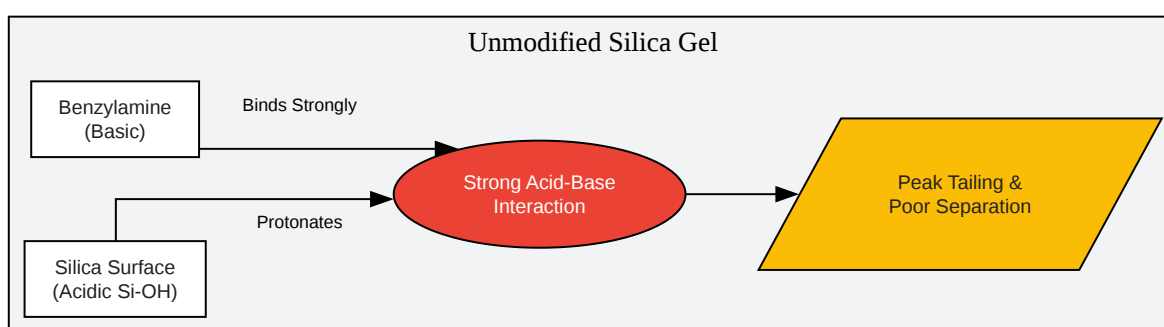 Unmodified Silica Gel
Benzylamine
(Basic)
Binds Strongly
Strong Acid-Base
Interaction
Peak Tailing &
Poor Separation
Protonates
Silica Surface
(Acidic Si-OH)